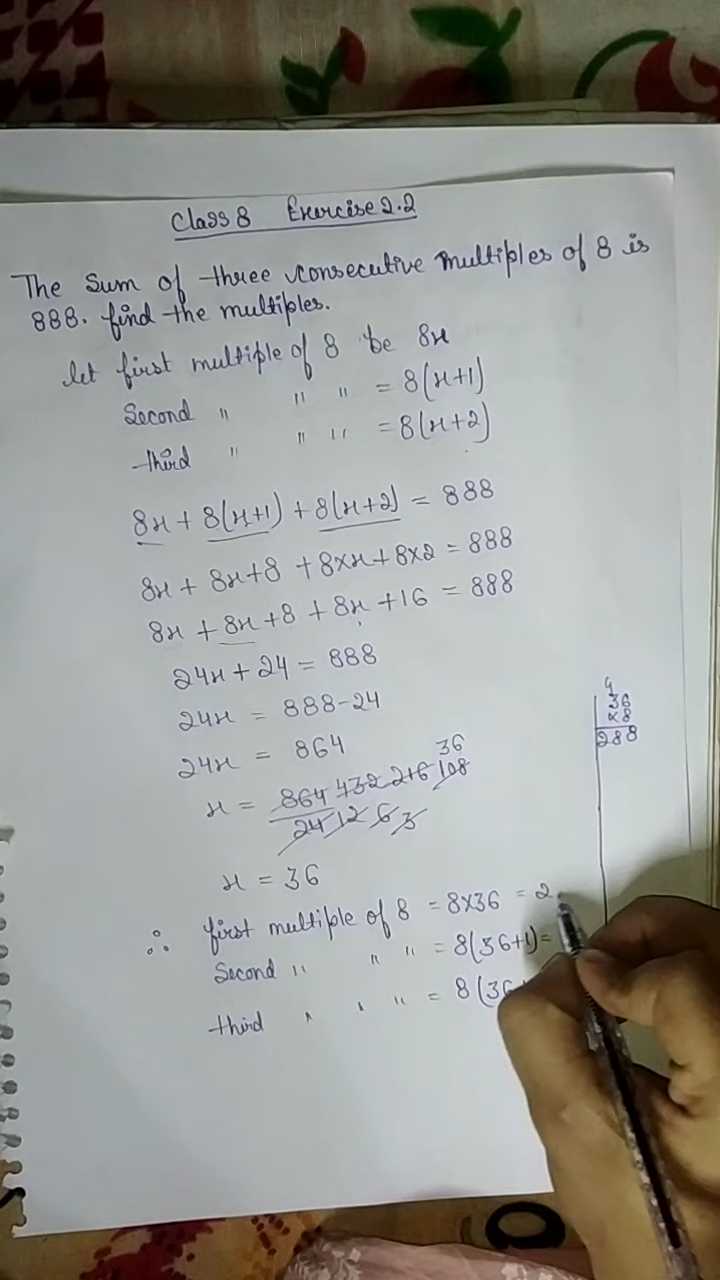 Class 8 Exercise 2.2
The Sum of three consecutive multiples of 8 is
888. find the multiples.
let first multiple of 8 be 8x
Second " " " = 8(x+1)
third " " " = 8(x+2)
8x + 8(x+1) + 8(x+2) = 888
8x + 8x+8 + 8×x+8×2 = 888
8x + 8x +8 + 8x +16 = 888
24x + 24 = 888
24x = 888-24
24x = 864
36
x = 864 432 216 108
24 12 6 3
x = 36
∴ first multiple of 8 = 8×36 = 2
Second " " " = 8(36+1) =
third " " " = 8(36
4
36
×8
288